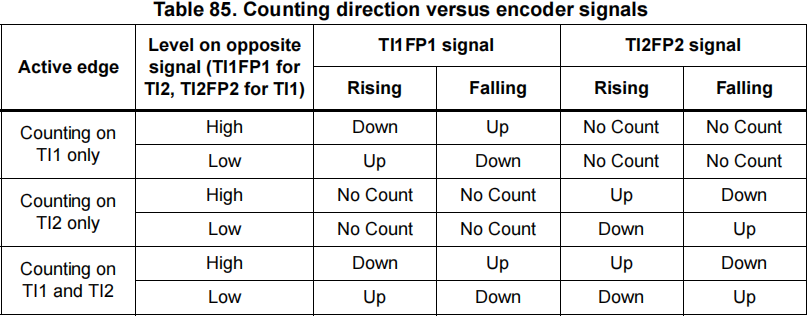 Table 85. Counting direction versus encoder signals
Active edge
Level on opposite
signal (TI1FP1 for
TI2, TI2FP2 for TI1)
TI1FP1 signal
TI2FP2 signal
Rising
Falling
Rising
Falling
Counting on
TI1 only
High
Down
Up
No Count
No Count
Low
Up
Down
No Count
No Count
Counting on
TI2 only
High
No Count
No Count
Up
Down
Low
No Count
No Count
Down
Up
Counting on
TI1 and TI2
High
Down
Up
Up
Down
Low
Up
Down
Down
Up